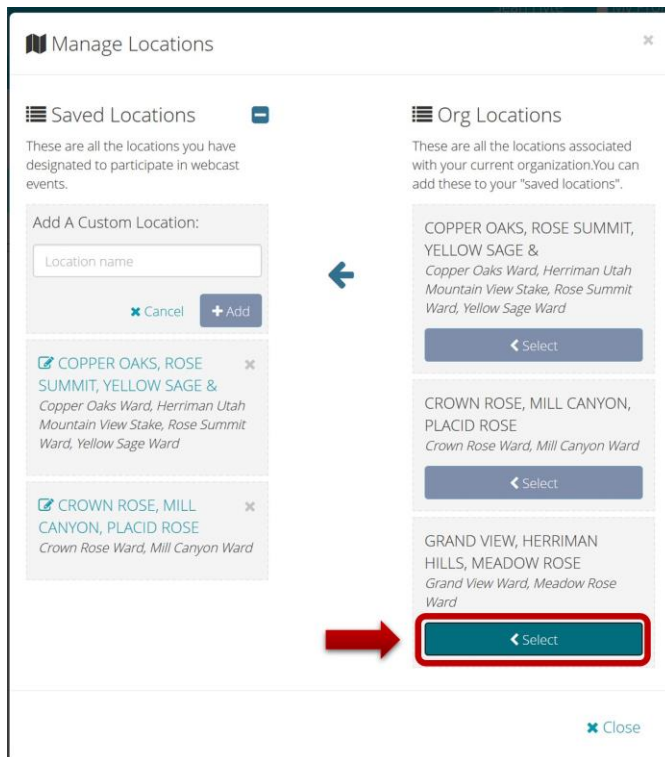 Manage Locations
Saved Locations
These are all the locations you have
designated to participate in webcast
events.
Add A Custom Location:
Location name
Cancel
Add
COPPER OAKS, ROSE
SUMMIT, YELLOW SAGE &
Copper Oaks Ward, Herriman Utah
Mountain View Stake, Rose Summit
Ward, Yellow Sage Ward
CROWN ROSE, MILL
CANYON, PLACID ROSE
Crown Rose Ward, Mill Canyon Ward
Org Locations
These are all the locations associated
with your current organization.You can
add these to your "saved locations".
COPPER OAKS, ROSE SUMMIT,
YELLOW SAGE &
Copper Oaks Ward, Herriman Utah
Mountain View Stake, Rose Summit
Ward, Yellow Sage Ward
Select
CROWN ROSE, MILL CANYON,
PLACID ROSE
Crown Rose Ward, Mill Canyon Ward
Select
GRAND VIEW, HERRIMAN
HILLS, MEADOW ROSE
Grand View Ward, Meadow Rose
Ward
Select
Close